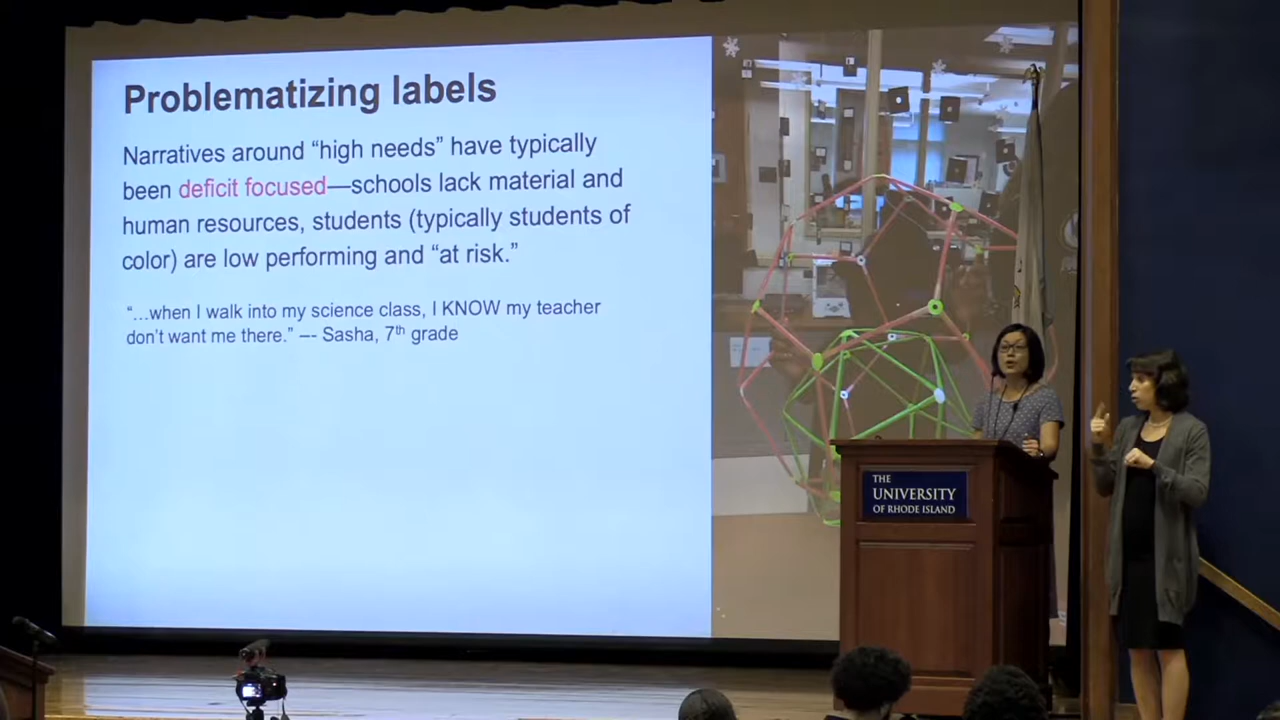 Problematizing labels
Narratives around “high needs” have typically
been deficit focused—schools lack material and
human resources, students (typically students of
color) are low performing and “at risk.”
“…when I walk into my science class, I KNOW my teacher
don’t want me there.” –- Sasha, 7th grade
THE
UNIVERSITY
OF RHODE ISLAND